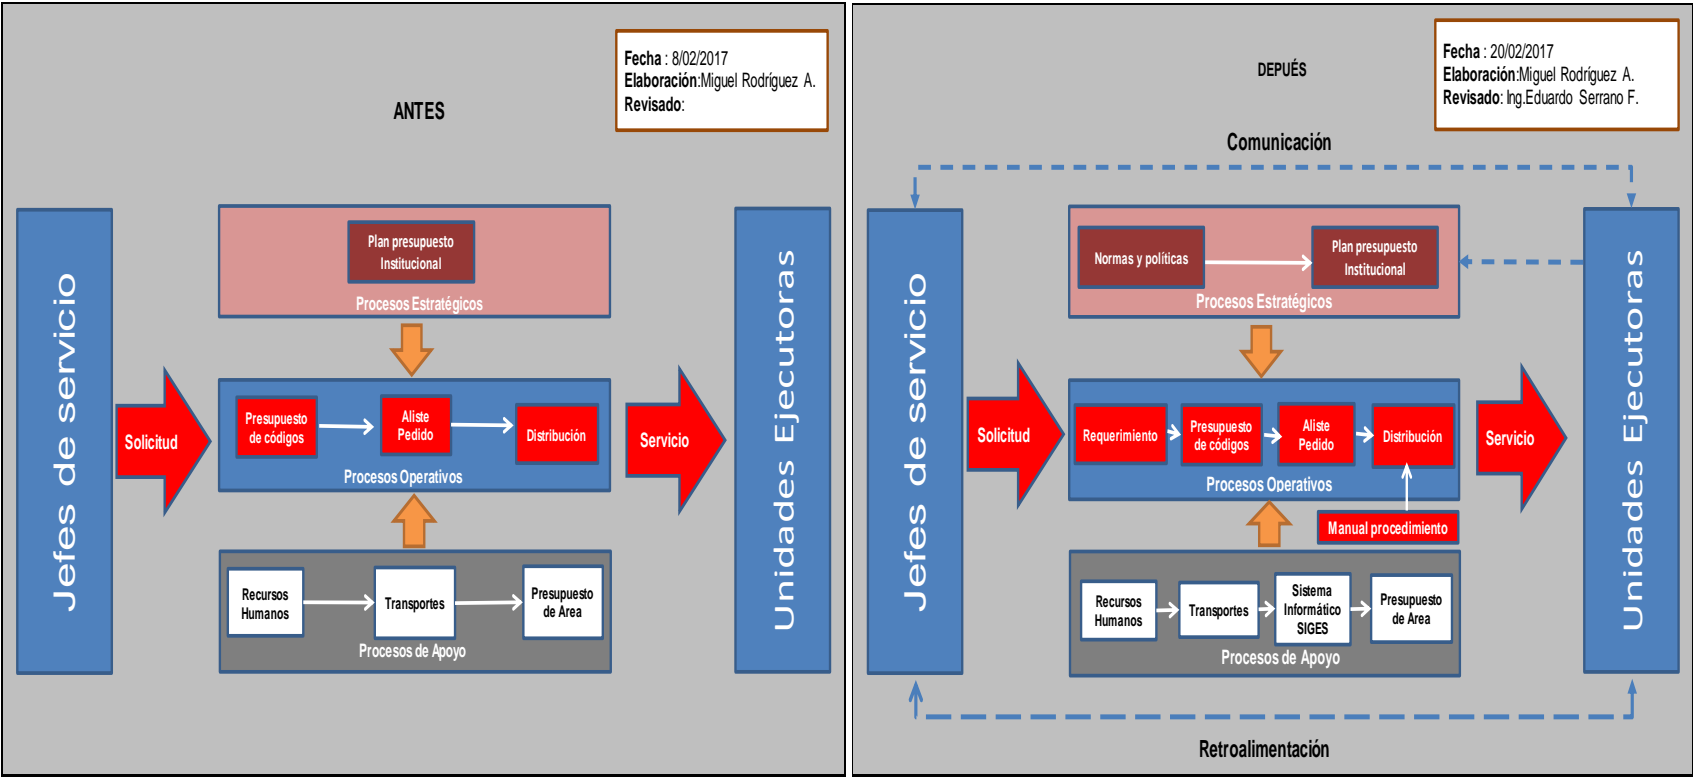 Fecha : 8/02/2017
Elaboración:Miguel Rodríguez A.
Revisado:
ANTES
Jefes de servicio
Solicitud
Plan presupuesto
Institucional
Procesos Estratégicos
Presupuesto
de códigos
Aliste
Pedido
Distribución
Procesos Operativos
Recursos
Humanos
Transportes
Presupuesto
de Area
Procesos de Apoyo
Servicio
Unidades Ejecutoras
Fecha : 20/02/2017
Elaboración:Miguel Rodríguez A.
Revisado: Ing.Eduardo Serrano F.
DEPUÉS
Comunicación
Jefes de servicio
Solicitud
Normas y políticas
Plan presupuesto
Institucional
Procesos Estratégicos
Requerimiento
Presupuesto
de códigos
Aliste
Pedido
Distribución
Procesos Operativos
Manual procedimiento
Recursos
Humanos
Transportes
Sistema
Informático
SIGES
Presupuesto
de Area
Procesos de Apoyo
Servicio
Unidades Ejecutoras
Retroalimentación